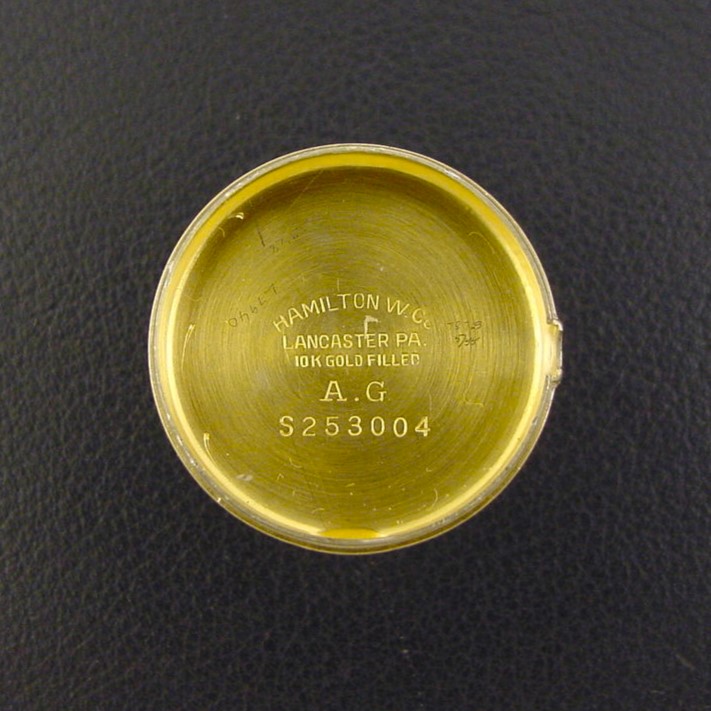 HAMILTON W. Co
LANCASTER PA.
10K GOLD FILLED
A.G
S253004